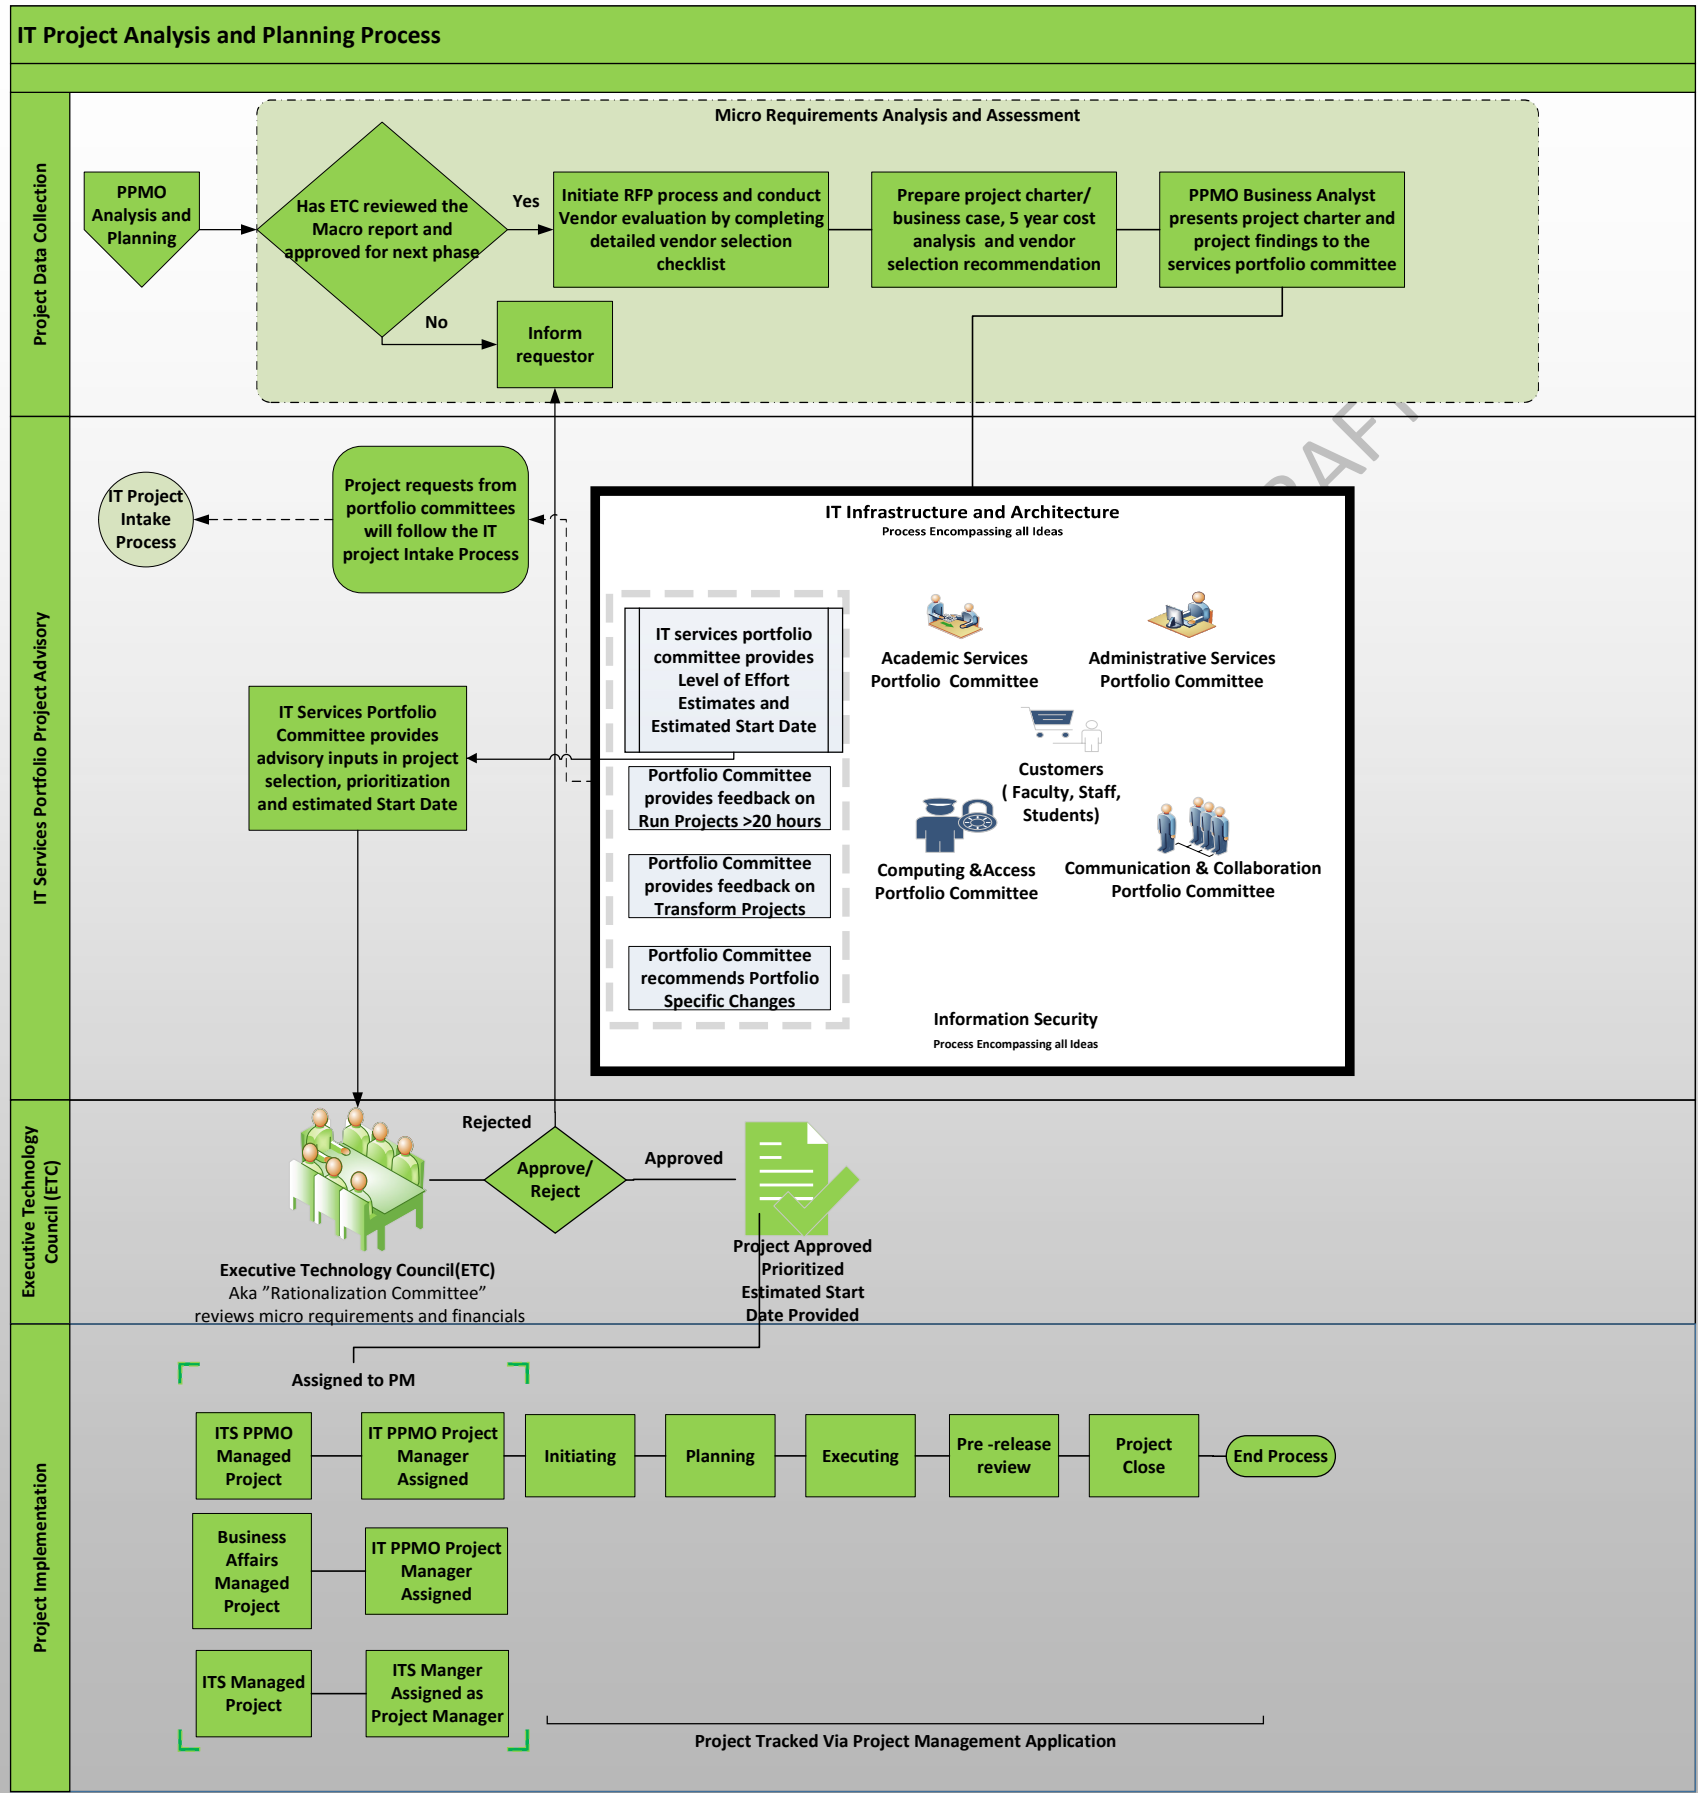 IT Project Analysis and Planning Process
Project Data Collection
Micro Requirements Analysis and Assessment
PPMO
Analysis and
Planning
Has ETC reviewed the
Macro report and
approved for next phase
Yes
No
Initiate RFP process and conduct
Vendor evaluation by completing
detailed vendor selection
checklist
Prepare project charter/
business case, 5 year cost
analysis and vendor
selection recommendation
PPMO Business Analyst
presents project charter and
project findings to the
services portfolio committee
Inform
requestor
IT Services Portfolio Project Advisory
IT Project
Intake
Process
Project requests from
portfolio committees
will follow the IT
project Intake Process
IT Services Portfolio
Committee provides
advisory inputs in project
selection, prioritization
and estimated Start Date
IT Infrastructure and Architecture
Process Encompassing all Ideas
IT services portfolio
committee provides
Level of Effort
Estimates and
Estimated Start Date
Portfolio Committee
provides feedback on
Run Projects >20 hours
Portfolio Committee
provides feedback on
Transform Projects
Portfolio Committee
recommends Portfolio
Specific Changes
Academic Services
Portfolio Committee
Administrative Services
Portfolio Committee
Customers
( Faculty, Staff,
Students)
Computing &Access
Portfolio Committee
Communication & Collaboration
Portfolio Committee
Information Security
Process Encompassing all Ideas
Executive Technology
Council (ETC)
Executive Technology Council(ETC)
Aka ”Rationalization Committee”
reviews micro requirements and financials
Rejected
Approve/
Reject
Approved
Project Approved
Prioritized
Estimated Start
Date Provided
Project Implementation
Assigned to PM
ITS PPMO
Managed
Project
IT PPMO Project
Manager
Assigned
Initiating
Planning
Executing
Pre -release
review
Project
Close
End Process
Business
Affairs
Managed
Project
IT PPMO Project
Manager
Assigned
ITS Managed
Project
ITS Manger
Assigned as
Project Manager
Project Tracked Via Project Management Application